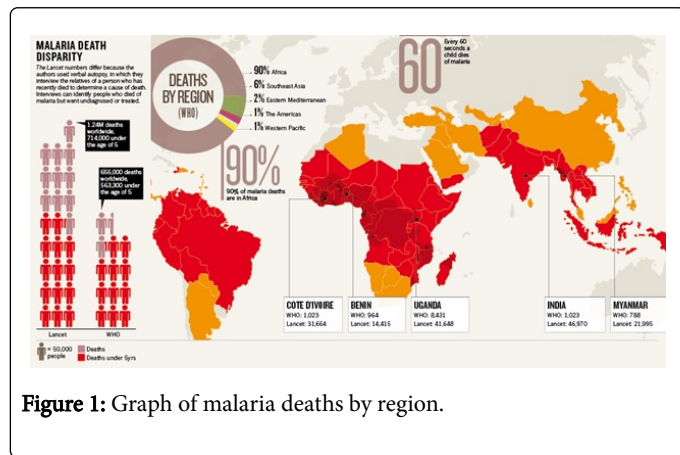 MALARIA DEATH
DISPARITY
The Lancet numbers differ because the
authors used verbal autopsy, in which they
interview the relatives of a person who has
recently died to determine a cause of death.
Interviews can identify people who died of
malaria but went undiagnosed or treated.
1.24M deaths
worldwide,
714,000 under
the age of 5
655,000 deaths
worldwide,
563,300 under
the age of 5
Lancet
WHO
= 50,000
people
Deaths
Deaths under 5yrs
DEATHS
BY REGION
(WHO)
90% Africa
6% Southeast Asia
2% Eastern Mediterranean
1% The Americas
1% Western Pacific
90%
90% of malaria deaths
are in Africa
60
Every 60
seconds a
child dies
of malaria
COTE D'IVOIRE
WHO: 1,023
Lancet: 31,664
BENIN
WHO: 964
Lancet: 14,415
UGANDA
WHO: 8,431
Lancet: 41,648
INDIA
WHO: 1,023
Lancet: 46,970
MYANMAR
WHO: 788
Lancet: 21,995
Figure 1: Graph of malaria deaths by region.